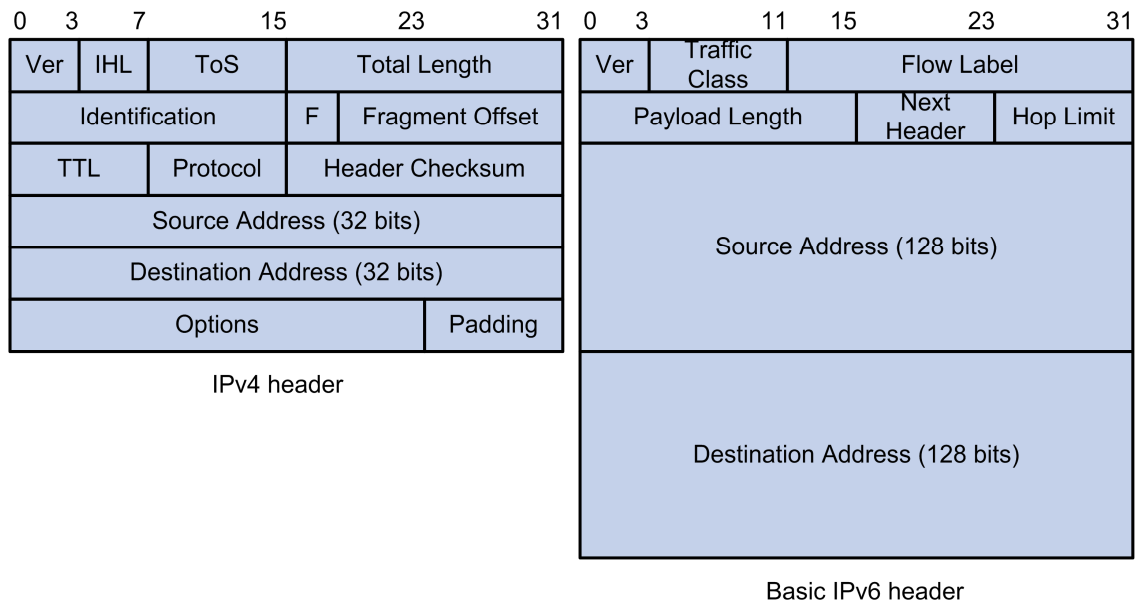 0 3 7 15 23 31
Ver IHL ToS Total Length
Identification F Fragment Offset
TTL Protocol Header Checksum
Source Address (32 bits)
Destination Address (32 bits)
Options Padding
IPv4 header
0 3 11 15 23 31
Ver Traffic Class Flow Label
Payload Length Next Header Hop Limit
Source Address (128 bits)
Destination Address (128 bits)
Basic IPv6 header